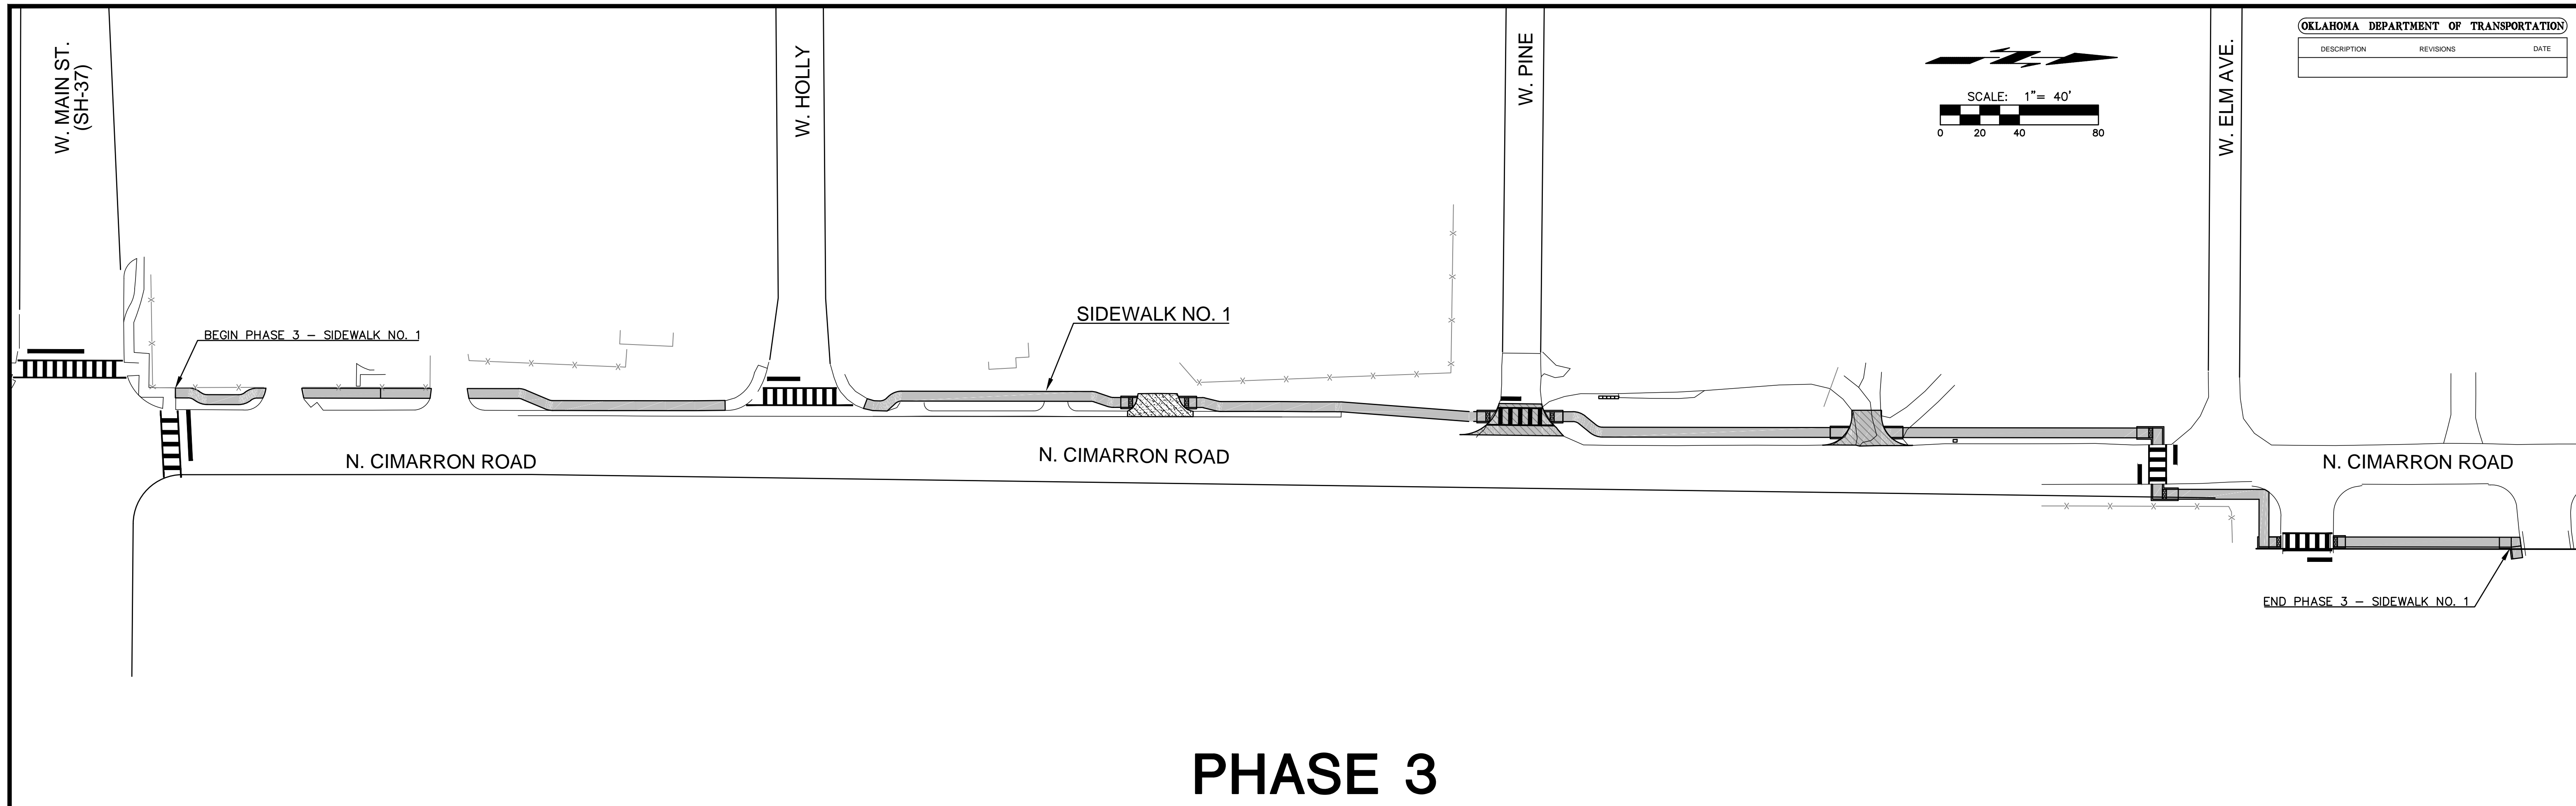 OKLAHOMA DEPARTMENT OF TRANSPORTATION
DESCRIPTION REVISIONS DATE
W. MAIN ST.
(SH-37)
W. HOLLY
W. PINE
W. ELM AVE.
SCALE: 1"= 40'
0 20 40 80
BEGIN PHASE 3 – SIDEWALK NO. 1
SIDEWALK NO. 1
N. CIMARRON ROAD
N. CIMARRON ROAD
N. CIMARRON ROAD
END PHASE 3 – SIDEWALK NO. 1
PHASE 3